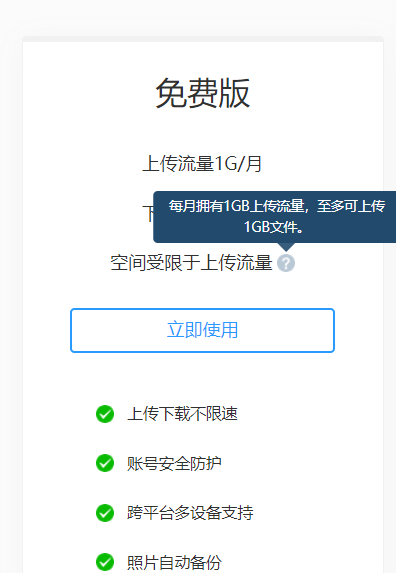 免费版
上传流量1G/月
下
每月拥有1GB上传流量，至多可上传
1GB文件。
空间受限于上传流量 ?
立即使用
上传下载不限速
账号安全防护
跨平台多设备支持
照片自动备份